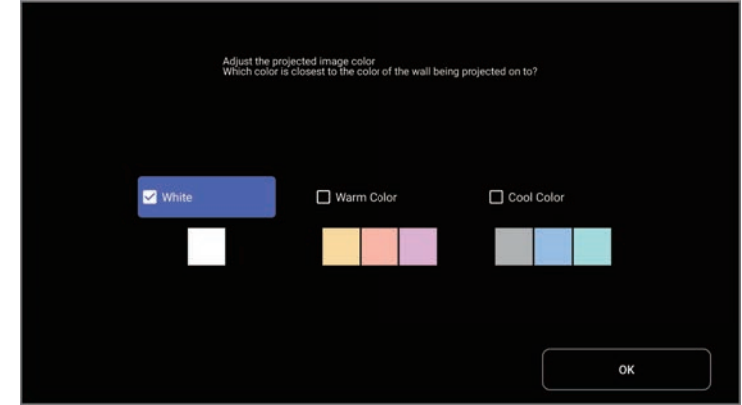 Adjust the projected image color
Which color is closest to the color of the wall being projected on to?
White
Warm Color
Cool Color
OK